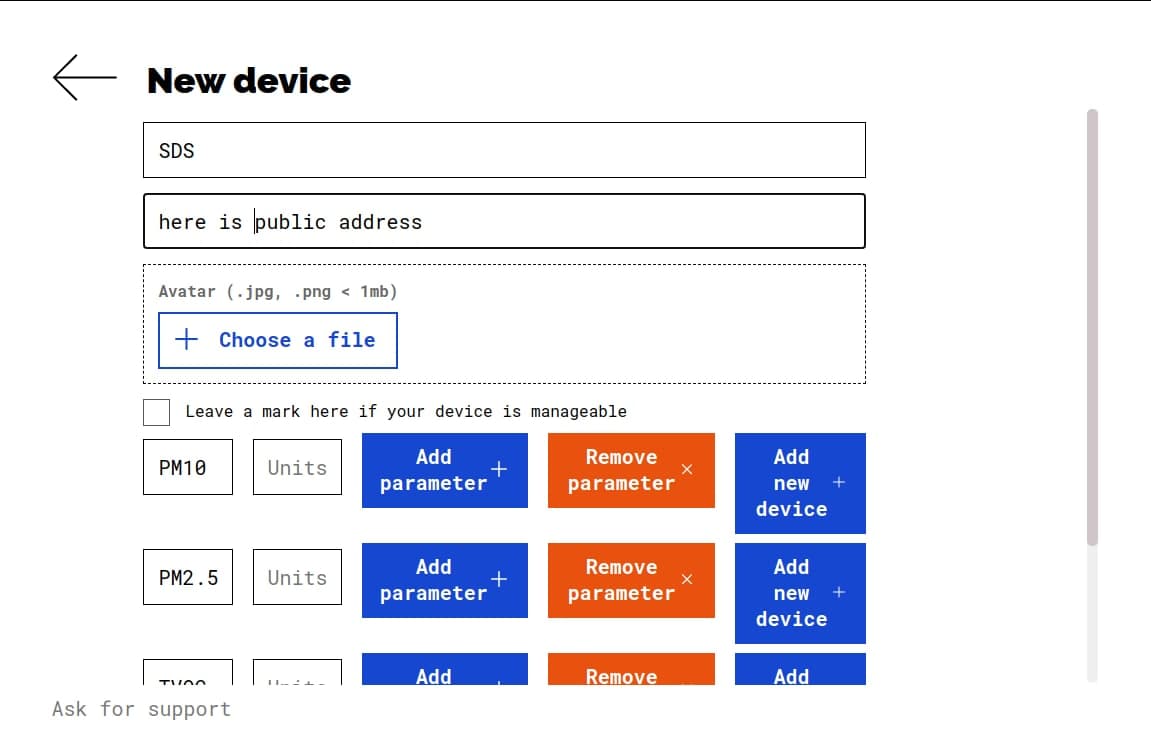 New device
SDS
here is public address
Avatar (.jpg, .png < 1mb)
Choose a file
Leave a mark here if your device is manageable
PM10
Units
Add
parameter
Remove
parameter
Add
new
device
PM2.5
Units
Add
parameter
Remove
parameter
Add
new
device
Units
Add
Remove
Add
Ask for support